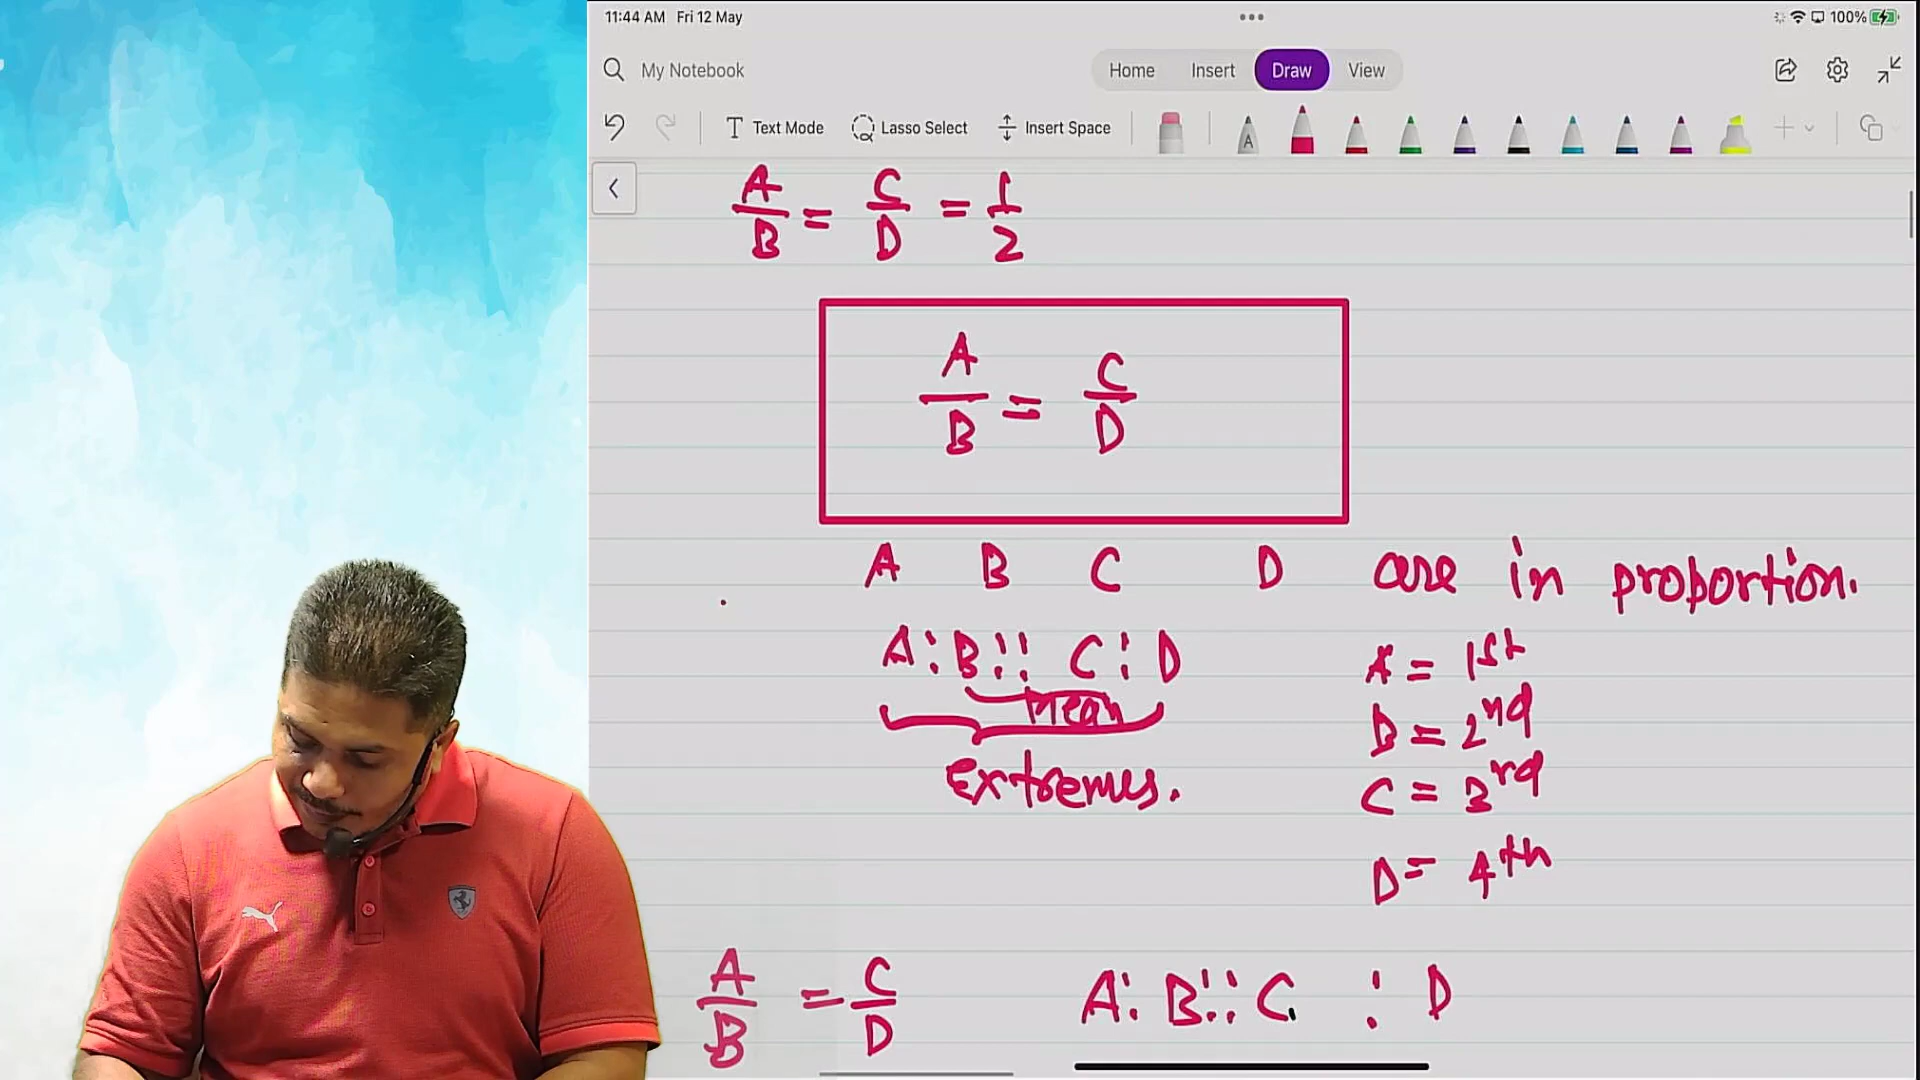 11:44 AM Fri 12 May
100%
My Notebook
Home Insert Draw View
Text Mode Lasso Select Insert Space
A
A/B = C/D = 1/2
A/B = C/D
A B C D are in proportion.
A:B::C:D
mean
extremes.
A = 1st
B = 2nd
C = 3rd
D = 4th
A/B = C/D
A:B::C:D